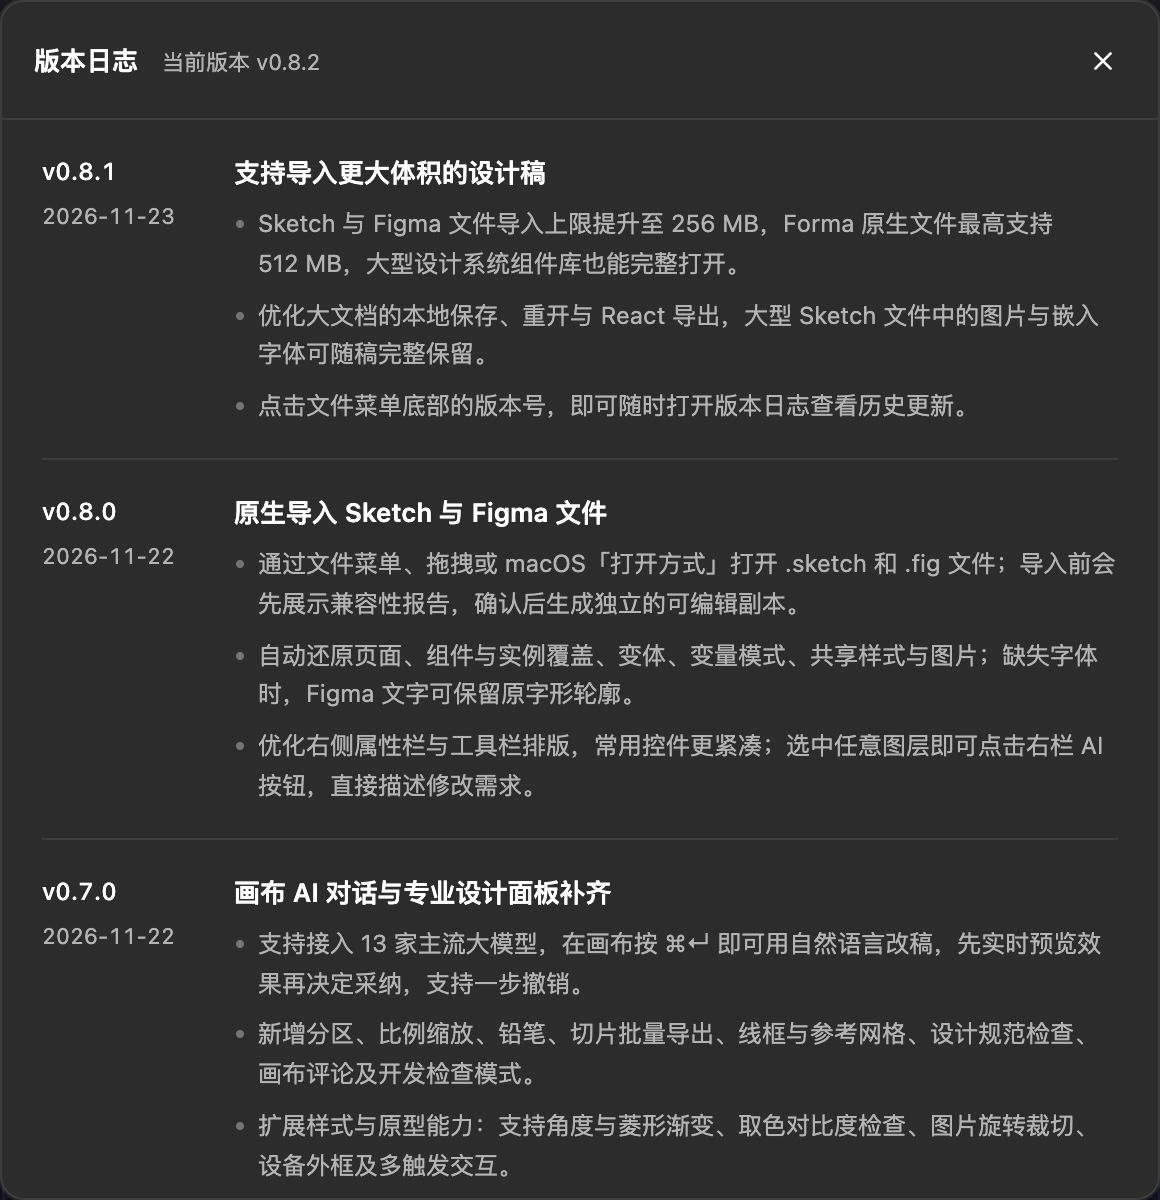 版本日志 当前版本 v0.8.2
v0.8.1
2026-11-23
支持导入更大体积的设计稿
• Sketch 与 Figma 文件导入上限提升至 256 MB，Forma 原生文件最高支持
512 MB，大型设计系统组件库也能完整打开。
• 优化大文档的本地保存、重开与 React 导出，大型 Sketch 文件中的图片与嵌入
字体可随稿完整保留。
• 点击文件菜单底部的版本号，即可随时打开版本日志查看历史更新。
v0.8.0
2026-11-22
原生导入 Sketch 与 Figma 文件
• 通过文件菜单、拖拽或 macOS「打开方式」打开 .sketch 和 .fig 文件；导入前会
先展示兼容性报告，确认后生成独立的可编辑副本。
• 自动还原页面、组件与实例覆盖、变体、变量模式、共享样式与图片；缺失字体
时，Figma 文字可保留原字形轮廓。
• 优化右侧属性栏与工具栏排版，常用控件更紧凑；选中任意图层即可点击右栏 AI
按钮，直接描述修改需求。
v0.7.0
2026-11-22
画布 AI 对话与专业设计面板补齐
• 支持接入 13 家主流大模型，在画布按 ⌘↵ 即可用自然语言改稿，先实时预览效
果再决定采纳，支持一步撤销。
• 新增分区、比例缩放、铅笔、切片批量导出、线框与参考网格、设计规范检查、
画布评论及开发检查模式。
• 扩展样式与原型能力：支持角度与菱形渐变、取色对比度检查、图片旋转裁切、
设备外框及多触发交互。